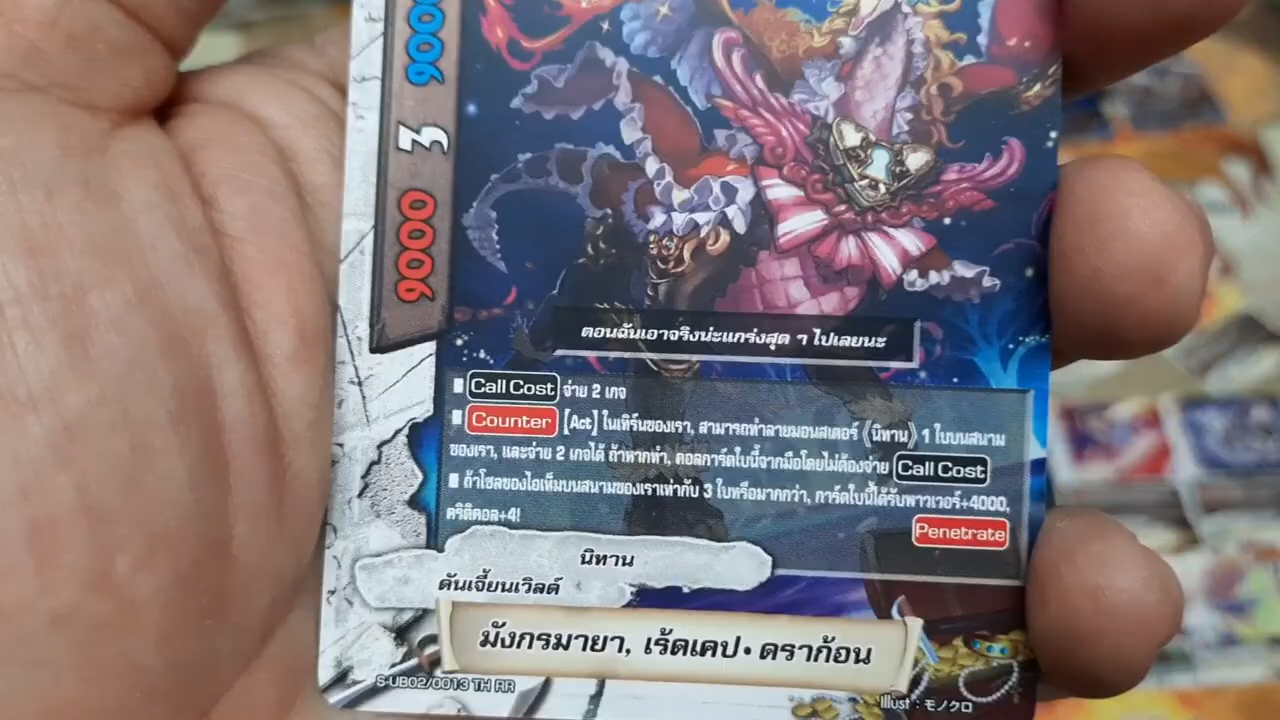 9000
3
9000
ตอนฉันเอาจริงน่ะแกร่งสุด ๆ ไปเลยนะ
■ Call Cost จ่าย 2 เกจ
■ Counter 【Act】 ในเทิร์นของเรา, สามารถทำลายมอนสเตอร์ 《นิทาน》 1 ใบบนสนาม
ของเรา, และจ่าย 2 เกจได้ ถ้าหากทำ, คอลการ์ดใบนี้จากมือโดยไม่ต้องจ่าย Call Cost
■ ถ้าโซลของไอเท็มบนสนามของเราเท่ากับ 3 ใบหรือมากกว่า, การ์ดใบนี้ได้รับพาวเวอร์+4000,
คริติคอล+4!
Penetrate
นิทาน
ดันเจี้ยนเวิลด์
มังกรมายา, เร้ดเคป・ดราก้อน
S-UB02/0013 TH RR
Illust : モノクロ